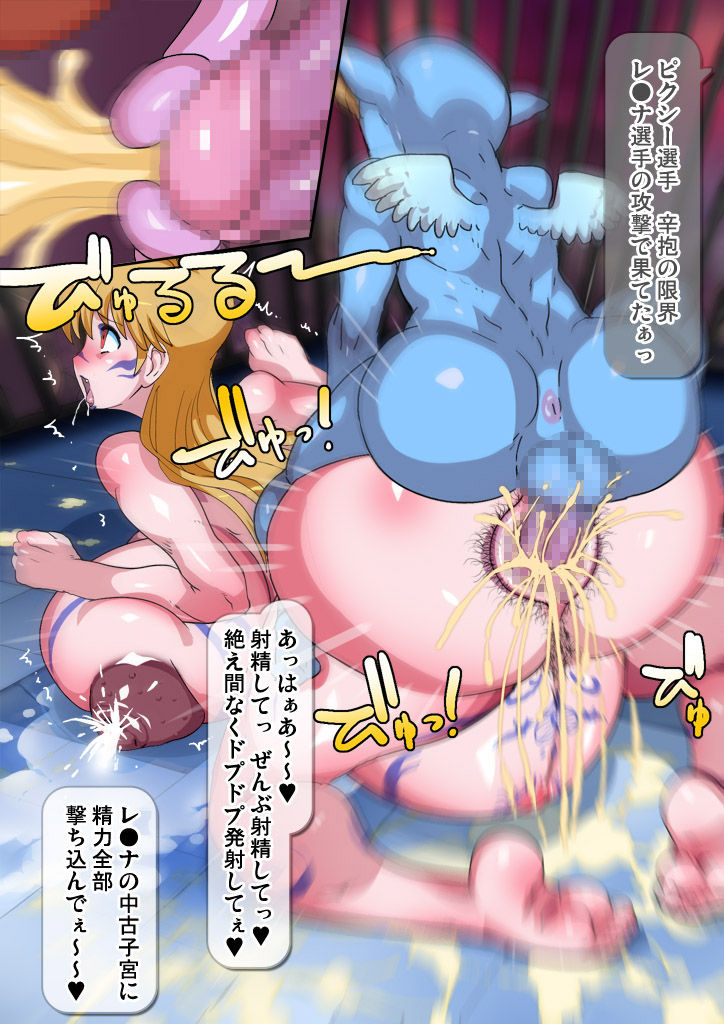 ピクシー選手　辛抱の限界
レ●ナ選手の攻撃で果てたぁっ
びゅるるー
びゅっ！
あっはぁあ～～♥
射精してっ　ぜんぶ射精してっ♥
絶え間なくドプドプ発射してぇ♥
びゅっ！
びゅっ
レ●ナの中古子宮に
精力全部
撃ち込んでぇ～～♥